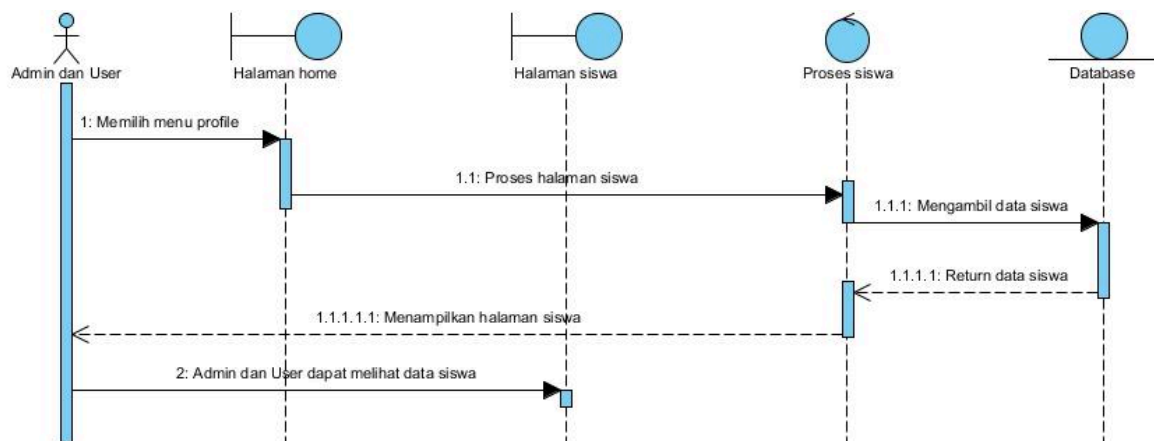 Admin dan User
Halaman home
Halaman siswa
Proses siswa
Database
1: Memilih menu profile
1.1: Proses halaman siswa
1.1.1: Mengambil data siswa
1.1.1.1: Return data siswa
1.1.1.1.1: Menampilkan halaman siswa
2: Admin dan User dapat melihat data siswa